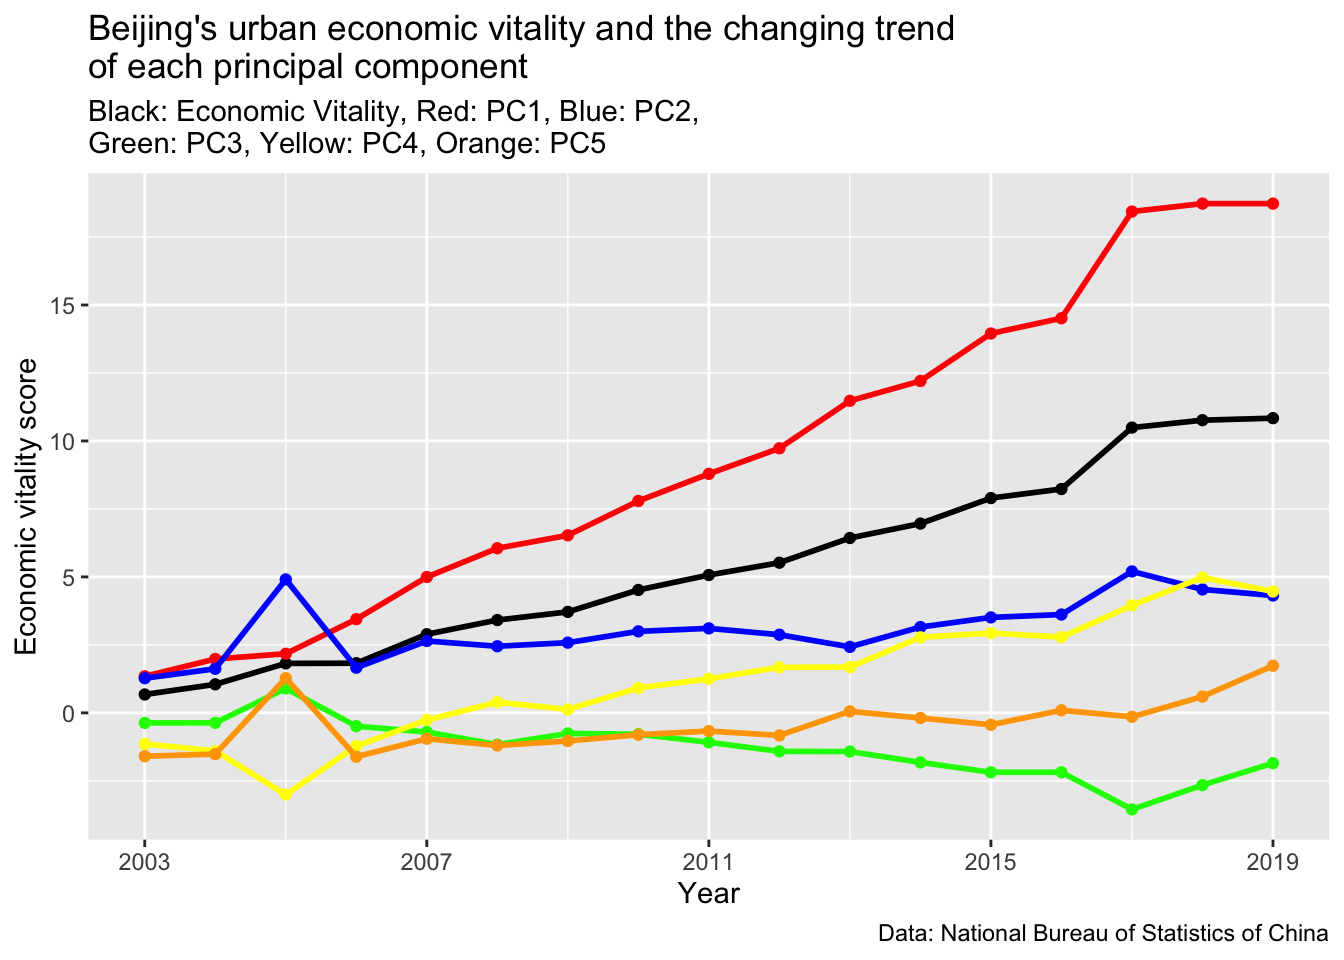 Beijing's urban economic vitality and the changing trend
of each principal component
Black: Economic Vitality, Red: PC1, Blue: PC2,
Green: PC3, Yellow: PC4, Orange: PC5
Economic vitality score
15
10
5
0
2003 2007 2011 2015 2019
Year
Data: National Bureau of Statistics of China